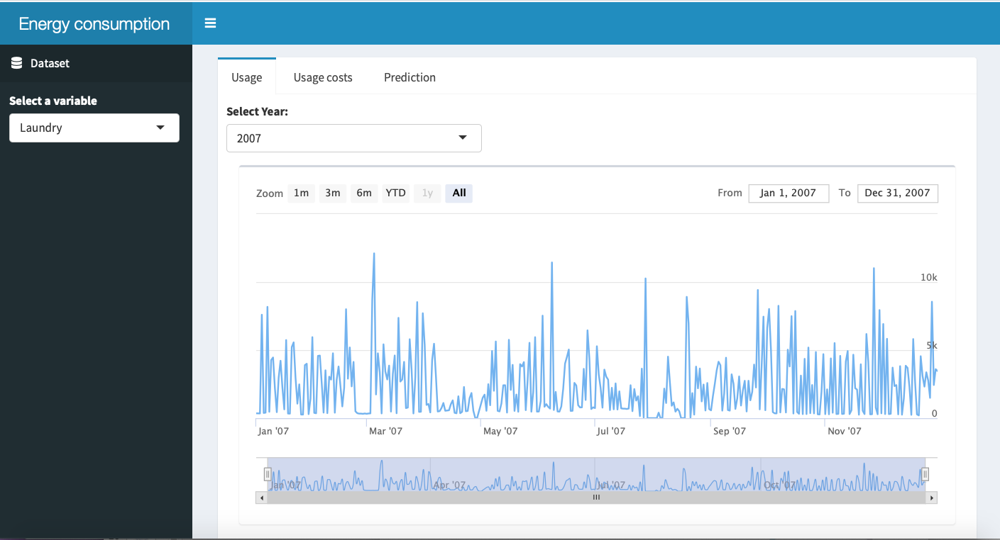 Energy consumption
Dataset
Select a variable
Laundry
Usage Usage costs Prediction
Select Year:
2007
Zoom 1m 3m 6m YTD 1y All From Jan 1, 2007 To Dec 31, 2007
10k
5k
0
Jan '07 Mar '07 May '07 Jul '07 Sep '07 Nov '07
Jan '07 Apr '07 Jul '07 Oct '07